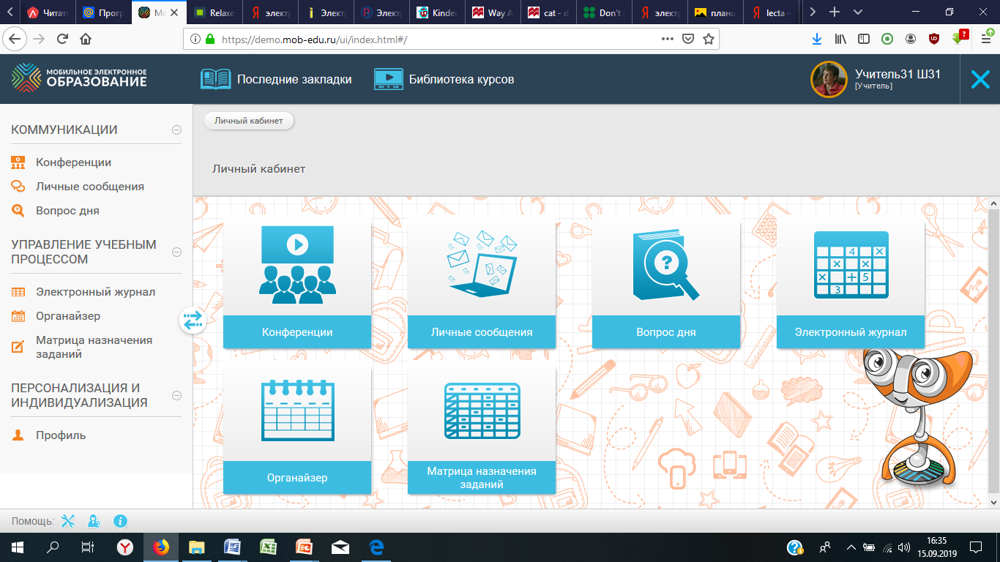 Читать
Прогр
Мо
Relaxe
электр
Электр
Электр
Kinder
Way A
cat - d
Don't
электр
планш
lecta –
https://demo.mob-edu.ru/ui/index.html#/
МОБИЛЬНОЕ ЭЛЕКТРОННОЕ
ОБРАЗОВАНИЕ
Последние закладки
Библиотека курсов
Учитель31 Ш31
[Учитель]
КОММУНИКАЦИИ
Конференции
Личные сообщения
Вопрос дня
УПРАВЛЕНИЕ УЧЕБНЫМ
ПРОЦЕССОМ
Электронный журнал
Органайзер
Матрица назначения
заданий
ПЕРСОНАЛИЗАЦИЯ И
ИНДИВИДУАЛИЗАЦИЯ
Профиль
Личный кабинет
Личный кабинет
Конференции
Личные сообщения
?
Вопрос дня
4 X
X X
X + 5
3
Электронный журнал
Органайзер
Матрица назначения
заданий
Помощь:
16:35
15.09.2019